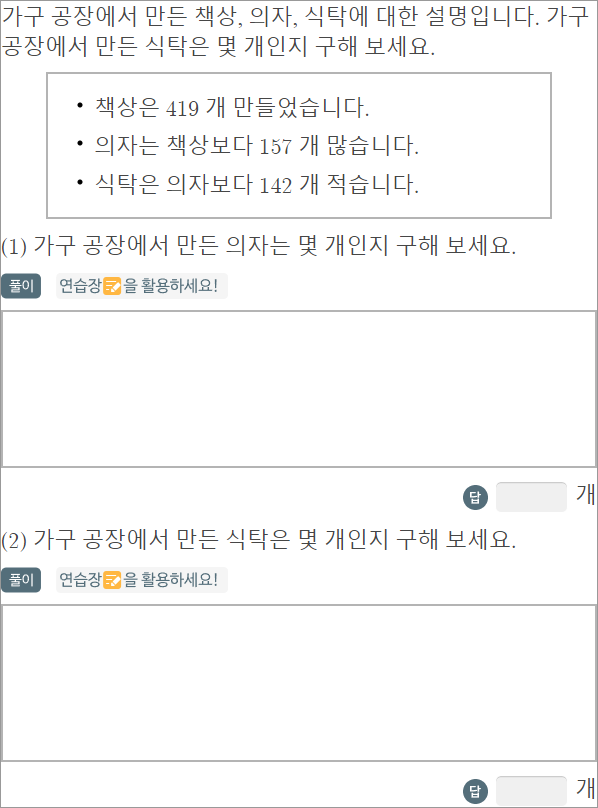 가구 공장에서 만든 책상, 의자, 식탁에 대한 설명입니다. 가구
공장에서 만든 식탁은 몇 개인지 구해 보세요.
• 책상은 419 개 만들었습니다.
• 의자는 책상보다 157 개 많습니다.
• 식탁은 의자보다 142 개 적습니다.
(1) 가구 공장에서 만든 의자는 몇 개인지 구해 보세요.
풀이 연습장을 활용하세요!
답 개
(2) 가구 공장에서 만든 식탁은 몇 개인지 구해 보세요.
풀이 연습장을 활용하세요!
답 개